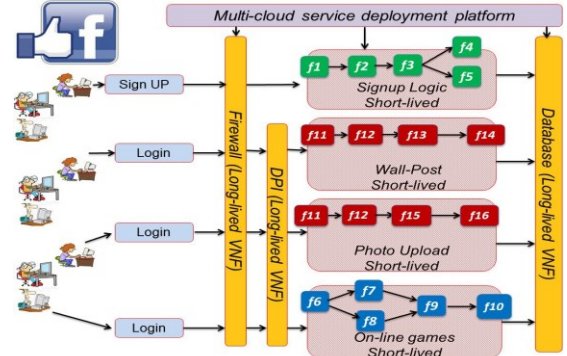 Multi-cloud service deployment platform
f
Sign UP
Firewall (Long-lived VNF)
f1
f2
f3
f4
f5
Signup Logic
Short-lived
Database (Long-lived VNF)
Login
DPI (Long-lived VNF)
f11
f12
f13
f14
Wall-Post
Short-lived
Login
f11
f12
f15
f16
Photo Upload
Short-lived
Login
f6
f7
f8
f9
f10
On-line games
Short-lived